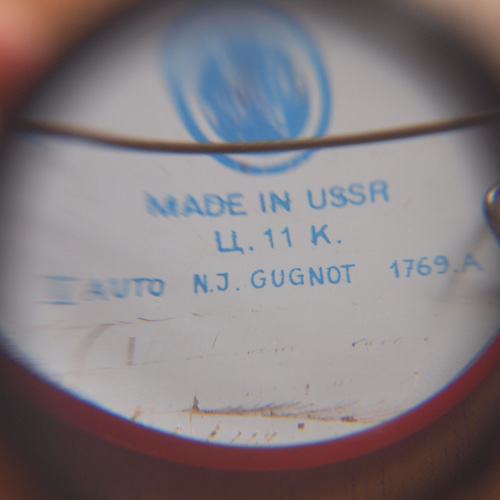 MADE IN USSR
Ц. 11 К.
AUTO N.J. GUGNOT 1769.A